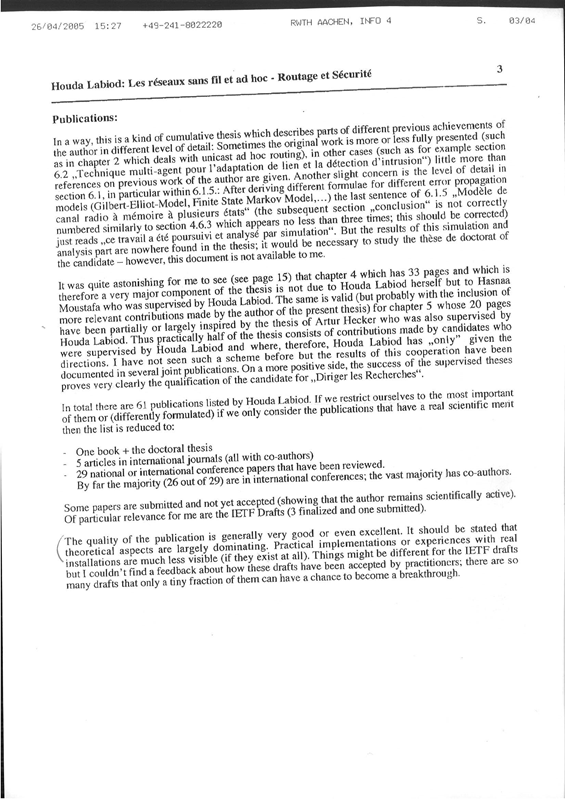 26/04/2005 15:27 +49-241-8022220 RWTH AACHEN, INFO 4 S. 03/04
Houda Labiod: Les réseaux sans fil et ad hoc - Routage et Sécurité 3
Publications:
In a way, this is a kind of cumulative thesis which describes parts of different previous achievements of
the author in different level of detail: Sometimes the original work is more or less fully presented (such
as in chapter 2 which deals with unicast ad hoc routing), in other cases (such as for example section
6.2 „Technique multi-agent pour l'adaptation de lien et la détection d'intrusion") little more than
references on previous work of the author are given. Another slight concern is the level of detail in
section 6.1, in particular within 6.1.5.: After deriving different formulae for different error propagation
models (Gilbert-Elliot-Model, Finite State Markov Model,...) the last sentence of 6.1.5 „Modèle de
canal radio à mémoire à plusieurs états" (the subsequent section „conclusion" is not correctly
numbered similarly to section 4.6.3 which appears no less than three times; this should be corrected)
just reads „ce travail a été poursuivi et analysé par simulation". But the results of this simulation and
analysis part are nowhere found in the thesis; it would be necessary to study the thèse de doctorat of
the candidate – however, this document is not available to me.
It was quite astonishing for me to see (see page 15) that chapter 4 which has 33 pages and which is
therefore a very major component of the thesis is not due to Houda Labiod herself but to Hasnaa
Moustafa who was supervised by Houda Labiod. The same is valid (but probably with the inclusion of
more relevant contributions made by the author of the present thesis) for chapter 5 whose 20 pages
have been partially or largely inspired by the thesis of Artur Hecker who was also supervised by
Houda Labiod. Thus practically half of the thesis consists of contributions made by candidates who
were supervised by Houda Labiod and where, therefore, Houda Labiod has „only" given the
directions. I have not seen such a scheme before but the results of this cooperation have been
documented in several joint publications. On a more positive side, the success of the supervised theses
proves very clearly the qualification of the candidate for „Diriger les Recherches".
In total there are 61 publications listed by Houda Labiod. If we restrict ourselves to the most important
of them or (differently formulated) if we only consider the publications that have a real scientific merit
then the list is reduced to:
- One book + the doctoral thesis
- 5 articles in international journals (all with co-authors)
- 29 national or international conference papers that have been reviewed.
By far the majority (26 out of 29) are in international conferences; the vast majority has co-authors.
Some papers are submitted and not yet accepted (showing that the author remains scientifically active).
Of particular relevance for me are the IETF Drafts (3 finalized and one submitted).
The quality of the publication is generally very good or even excellent. It should be stated that
theoretical aspects are largely dominating. Practical implementations or experiences with real
installations are much less visible (if they exist at all). Things might be different for the IETF drafts
but I couldn't find a feedback about how these drafts have been accepted by practitioners; there are so
many drafts that only a tiny fraction of them can have a chance to become a breakthrough.